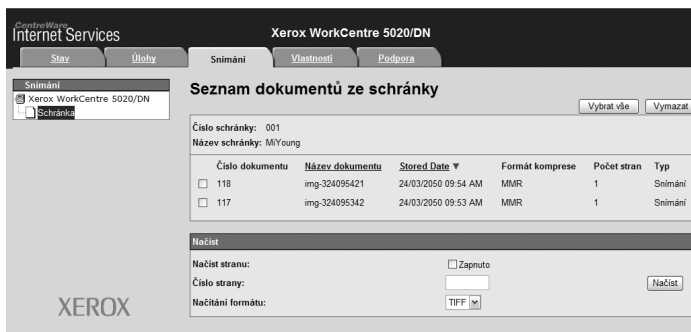 CentreWare
Internet Services
Xerox WorkCentre 5020/DN
Stav Úlohy Snímání Vlastnosti Podpora
Snímání
Xerox WorkCentre 5020/DN
Schránka
Seznam dokumentů ze schránky
Vybrat vše Vymazat
Číslo schránky: 001
Název schránky: MiYoung
Číslo dokumentu Název dokumentu Stored Date ▼ Formát komprese Počet stran Typ
118 img-324095421 24/03/2050 09:54 AM MMR 1 Snímání
117 img-324095342 24/03/2050 09:53 AM MMR 1 Snímání
Načíst
Načíst stranu: Zapnuto
Číslo strany: Načíst
Načítání formátu: TIFF
XEROX